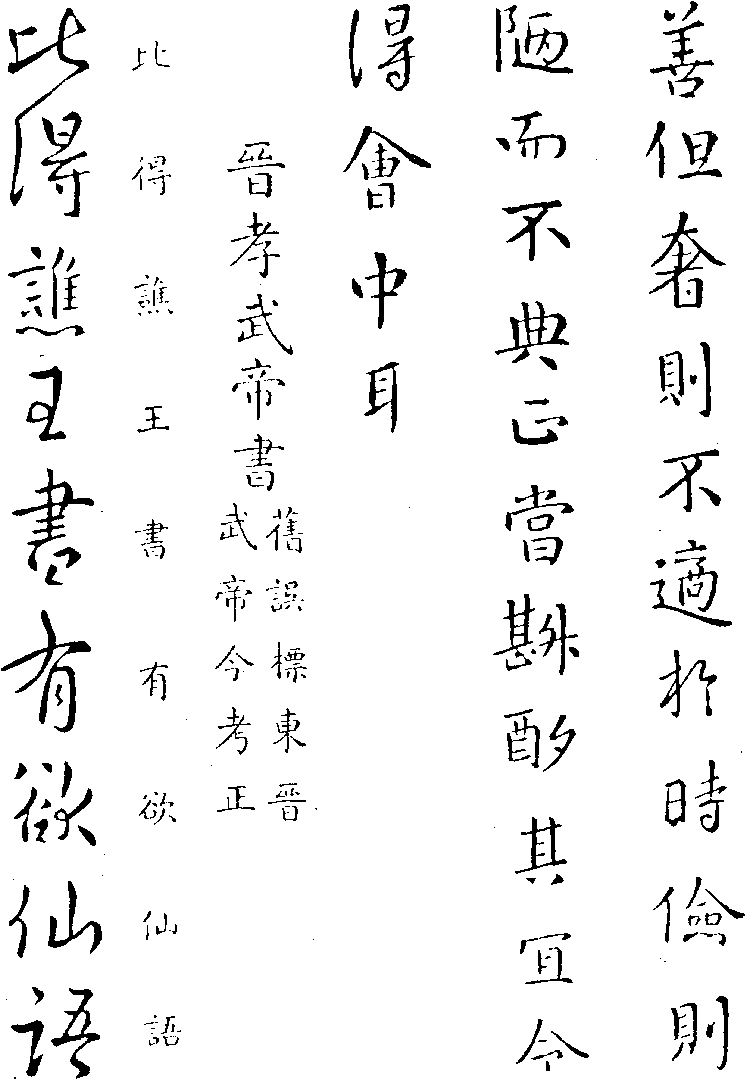 善但奢則不適於時儉則
陋而不典正當斟酌其宜令
得會中耳
晉孝武帝書
舊誤標東晉
武帝今考正
比得譙王書有欲仙語
比得譙王書有欲仙語